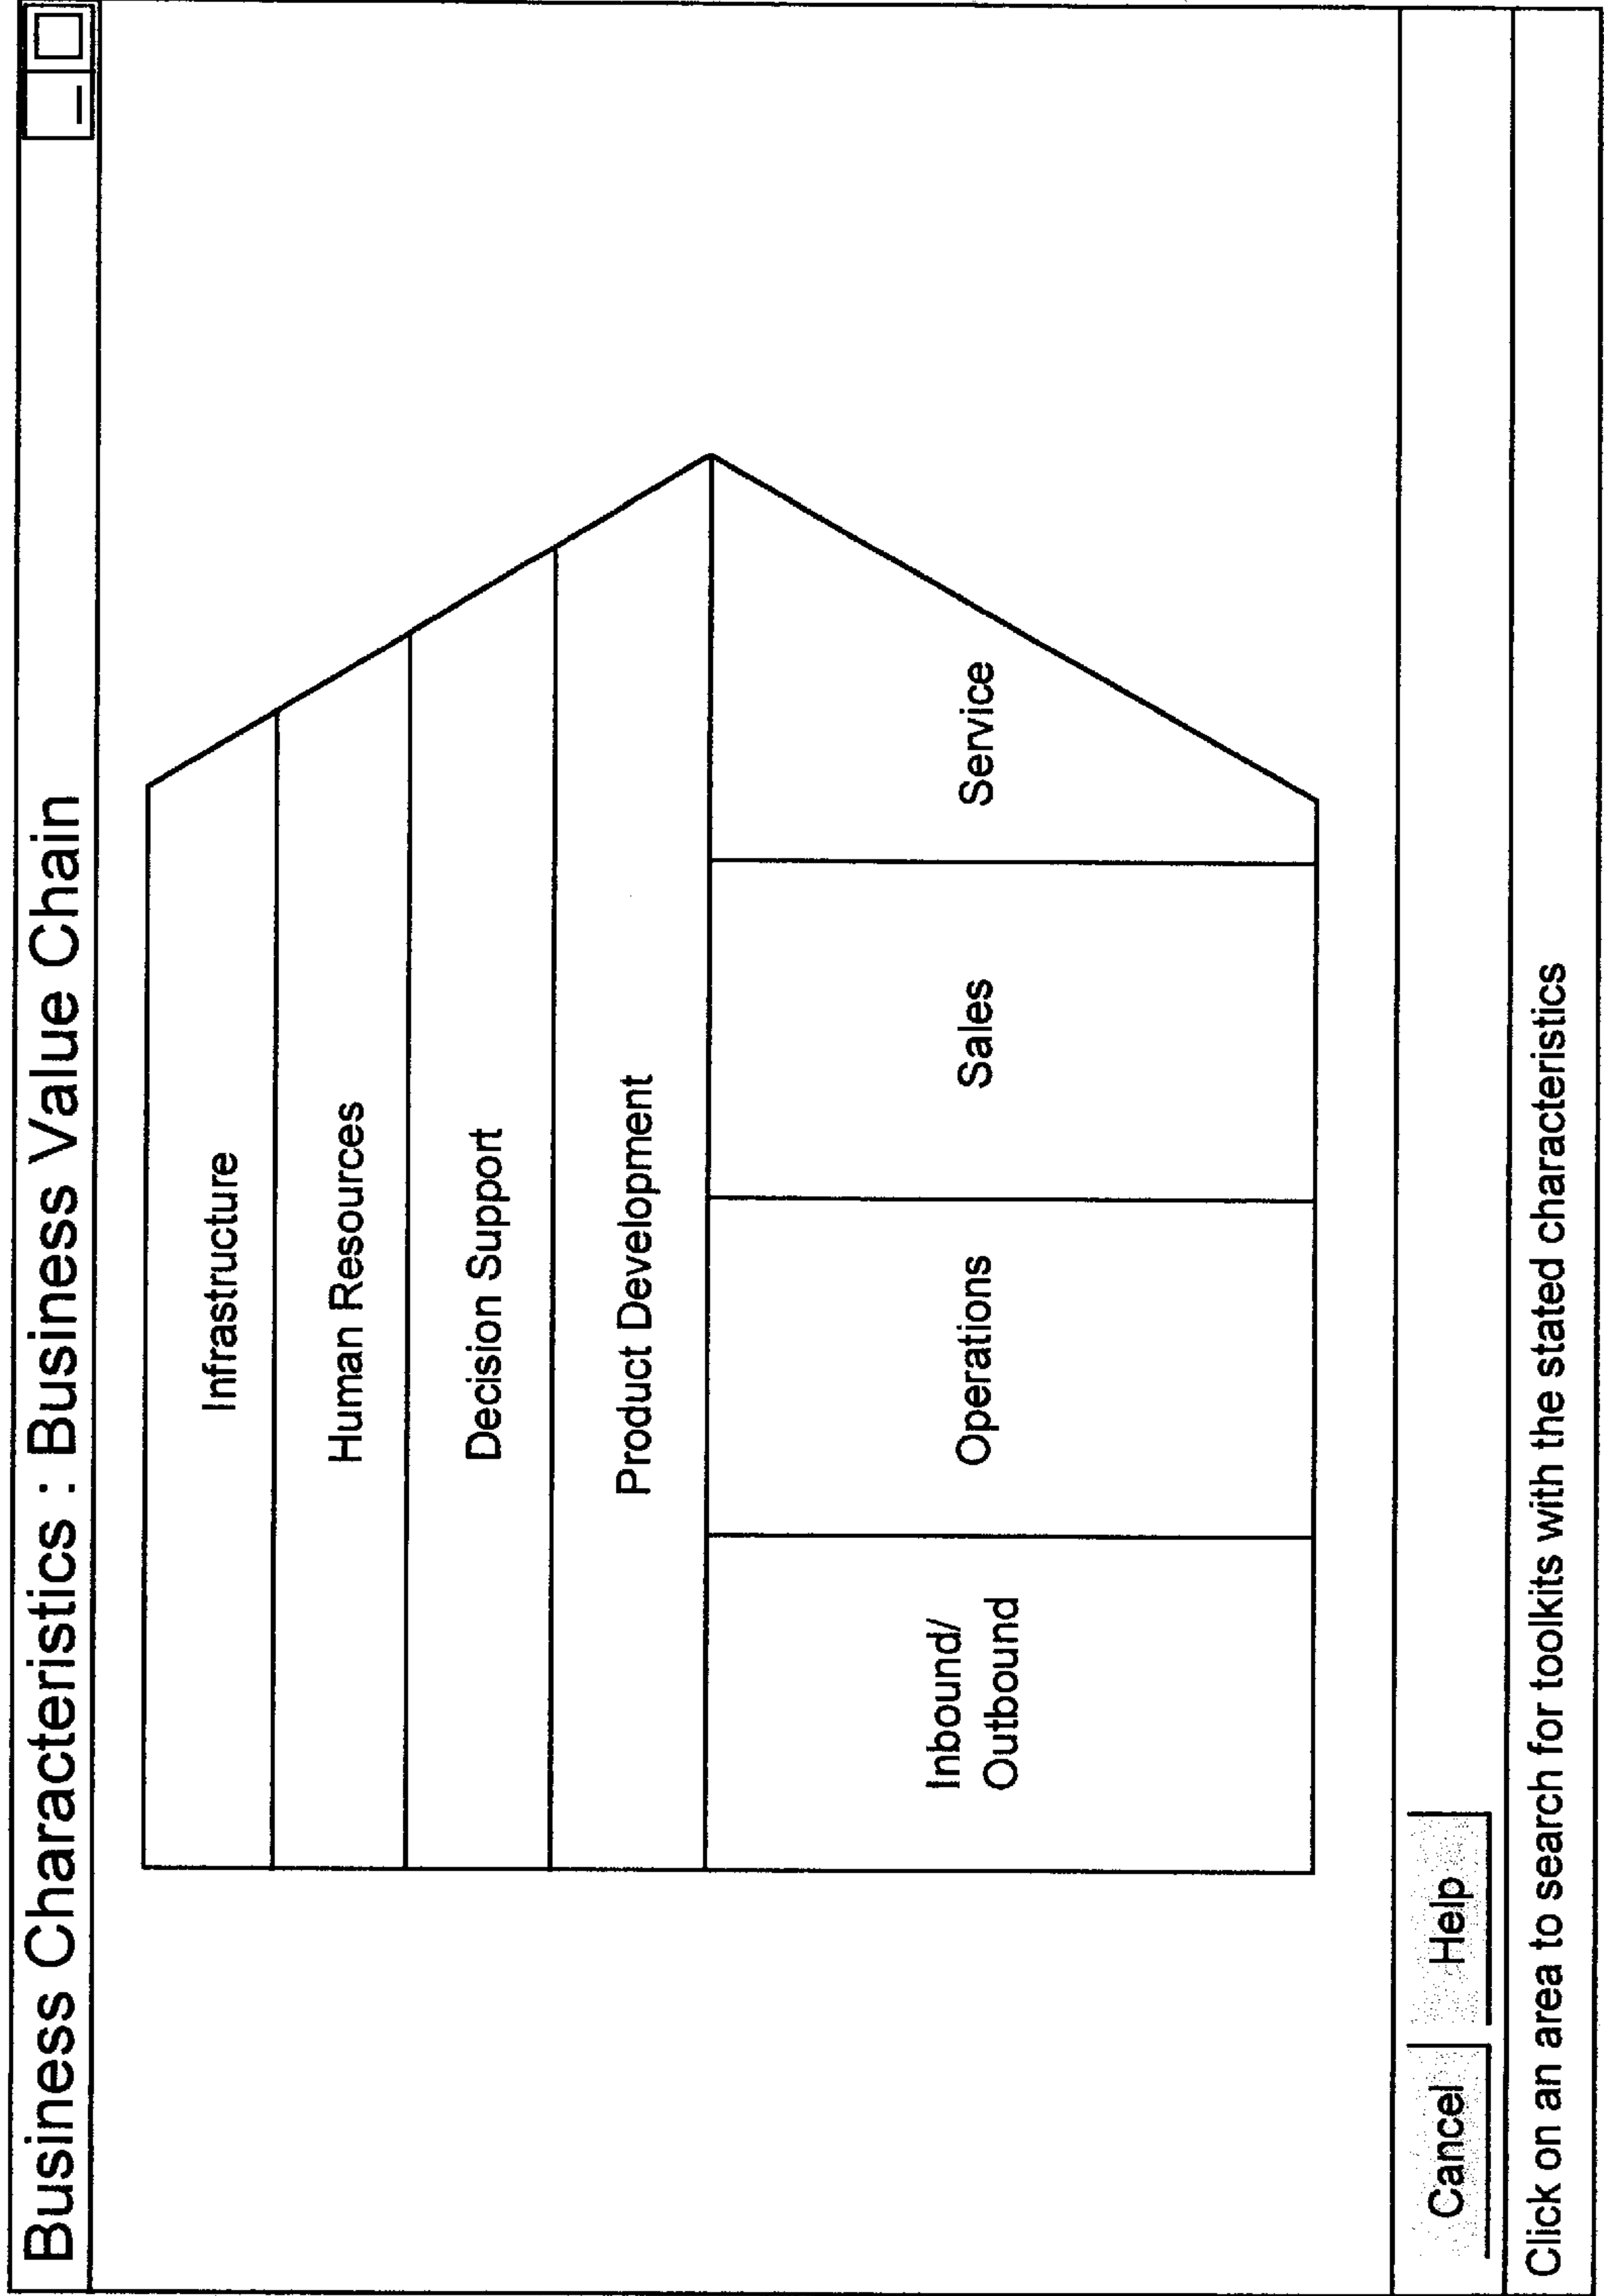 Business Characteristics : Business Value Chain
Infrastructure
Human Resources
Decision Support
Product Development
Inbound/
Outbound
Operations
Sales
Service
Cancel
Help
Click on an area to search for toolkits with the stated characteristics